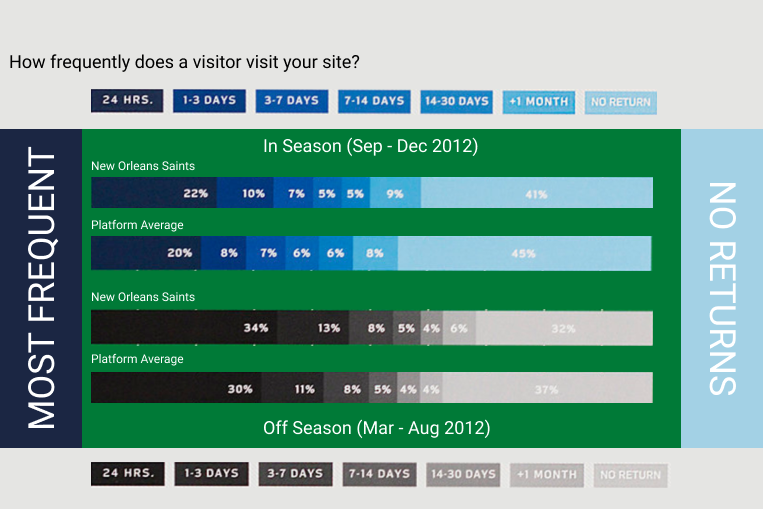 How frequently does a visitor visit your site?
24 HRS. 1-3 DAYS 3-7 DAYS 7-14 DAYS 14-30 DAYS +1 MONTH NO RETURN
MOST FREQUENT
In Season (Sep - Dec 2012)
New Orleans Saints
22% 10% 7% 5% 5% 9% 41%
Platform Average
20% 8% 7% 6% 6% 8% 45%
New Orleans Saints
34% 13% 8% 5% 4% 6% 32%
Platform Average
30% 11% 8% 5% 4% 4% 37%
Off Season (Mar - Aug 2012)
NO RETURNS
24 HRS. 1-3 DAYS 3-7 DAYS 7-14 DAYS 14-30 DAYS +1 MONTH NO RETURN